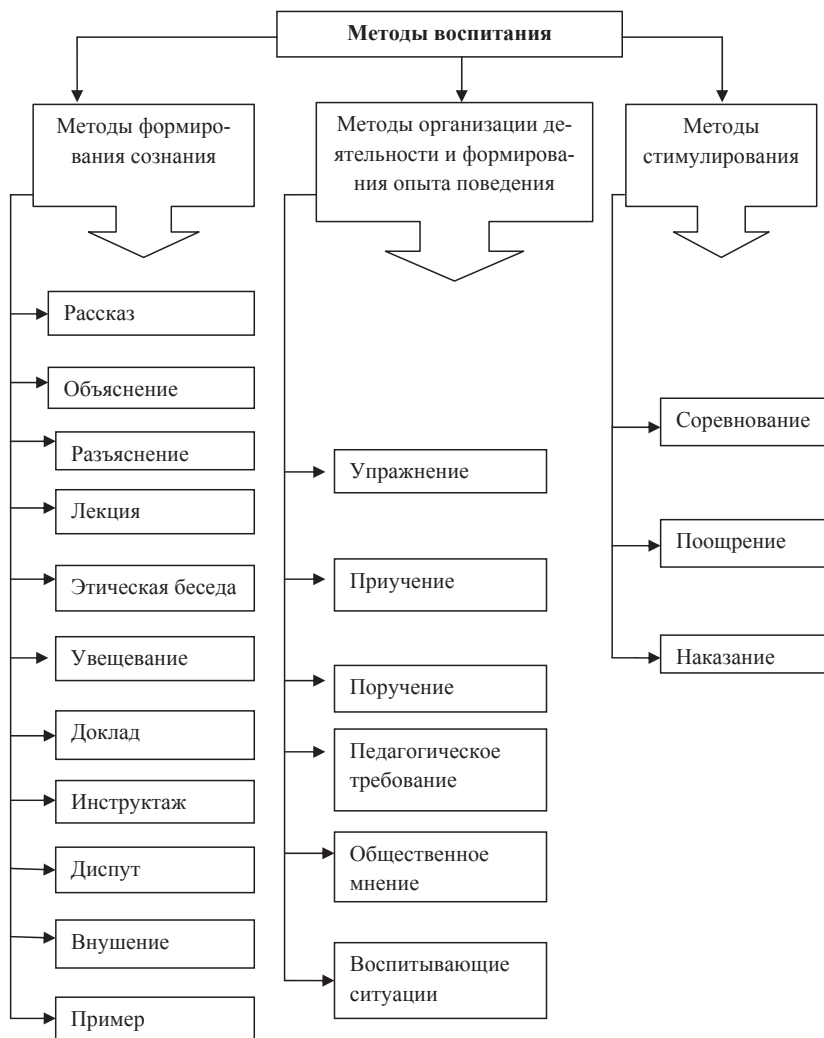 Методы воспитания
Методы формиро-
вания сознания
Рассказ
Объяснение
Разъяснение
Лекция
Этическая беседа
Увещевание
Доклад
Инструктаж
Диспут
Внушение
Пример
Методы организации де-
ятельности и формирова-
ния опыта поведения
Упражнение
Приучение
Поручение
Педагогическое
требование
Общественное
мнение
Воспитывающие
ситуации
Методы
стимулирования
Соревнование
Поощрение
Наказание